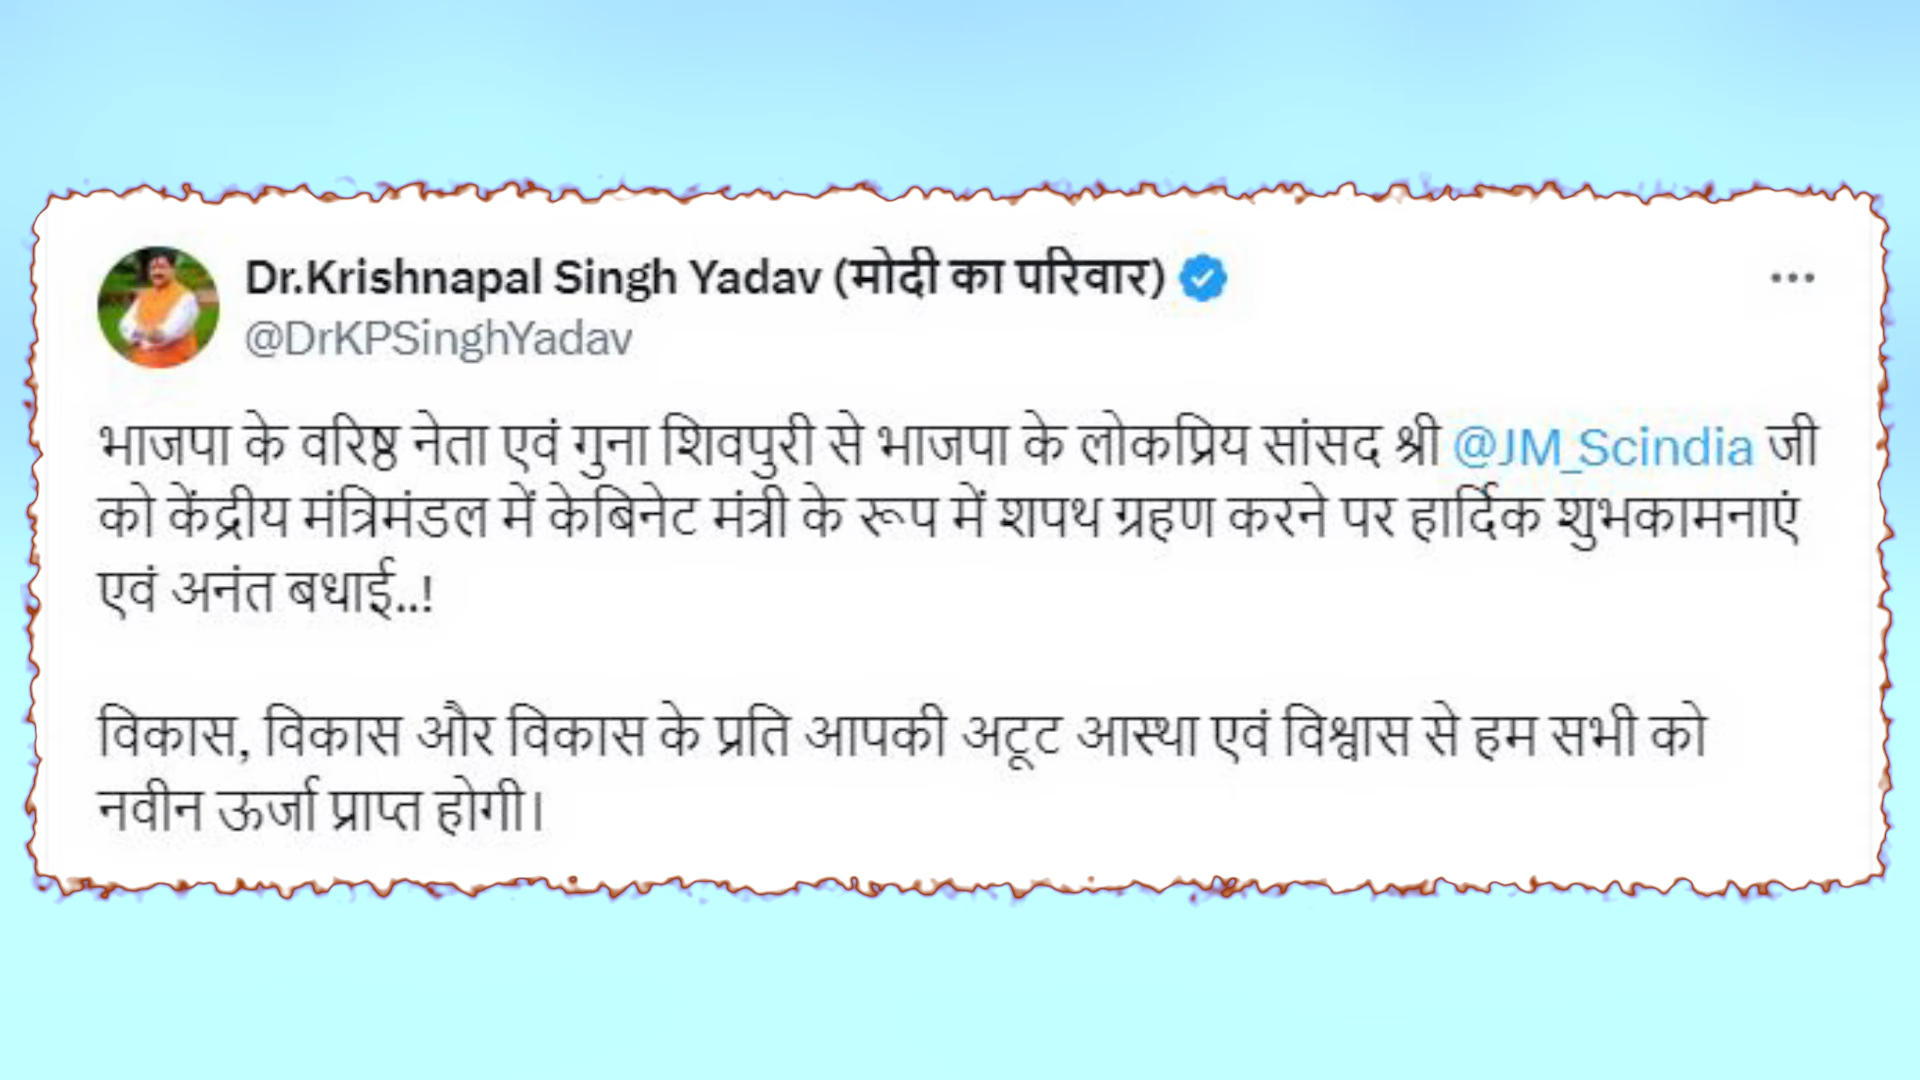 Dr.Krishnapal Singh Yadav (मोदी का परिवार)
@DrKPSinghYadav
भाजपा के वरिष्ठ नेता एवं गुना शिवपुरी से भाजपा के लोकप्रिय सांसद श्री @JM_Scindia जी
को केंद्रीय मंत्रिमंडल में केबिनेट मंत्री के रूप में शपथ ग्रहण करने पर हार्दिक शुभकामनाएं
एवं अनंत बधाई..!
विकास, विकास और विकास के प्रति आपकी अटूट आस्था एवं विश्वास से हम सभी को
नवीन ऊर्जा प्राप्त होगी।